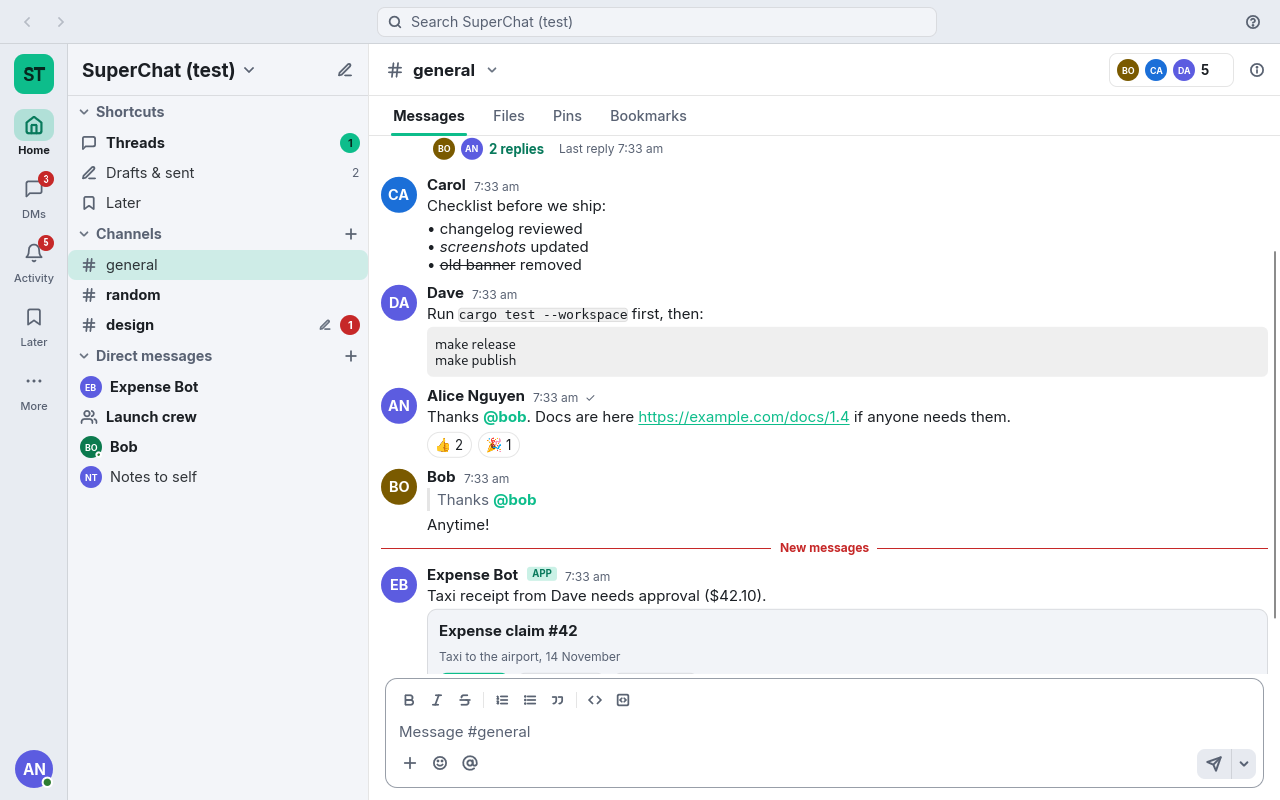 Search SuperChat (test)
ST
Home
3
DMs
5
Activity
Later
More
AN
SuperChat (test)
Shortcuts
Threads
1
Drafts & sent
2
Later
Channels
general
random
design
1
Direct messages
EB Expense Bot
Launch crew
BO Bob
NT Notes to self
# general
BO CA DA 5
Messages Files Pins Bookmarks
BO AN 2 replies Last reply 7:33 am
CA Carol 7:33 am
Checklist before we ship:
• changelog reviewed
• screenshots updated
• old banner removed
DA Dave 7:33 am
Run cargo test --workspace first, then:
make release
make publish
AN Alice Nguyen 7:33 am ✓
Thanks @bob. Docs are here https://example.com/docs/1.4 if anyone needs them.
👍 2 🎉 1
BO Bob 7:33 am
Thanks @bob
Anytime!
New messages
EB Expense Bot APP 7:33 am
Taxi receipt from Dave needs approval ($42.10).
Expense claim #42
Taxi to the airport, 14 November
Message #general